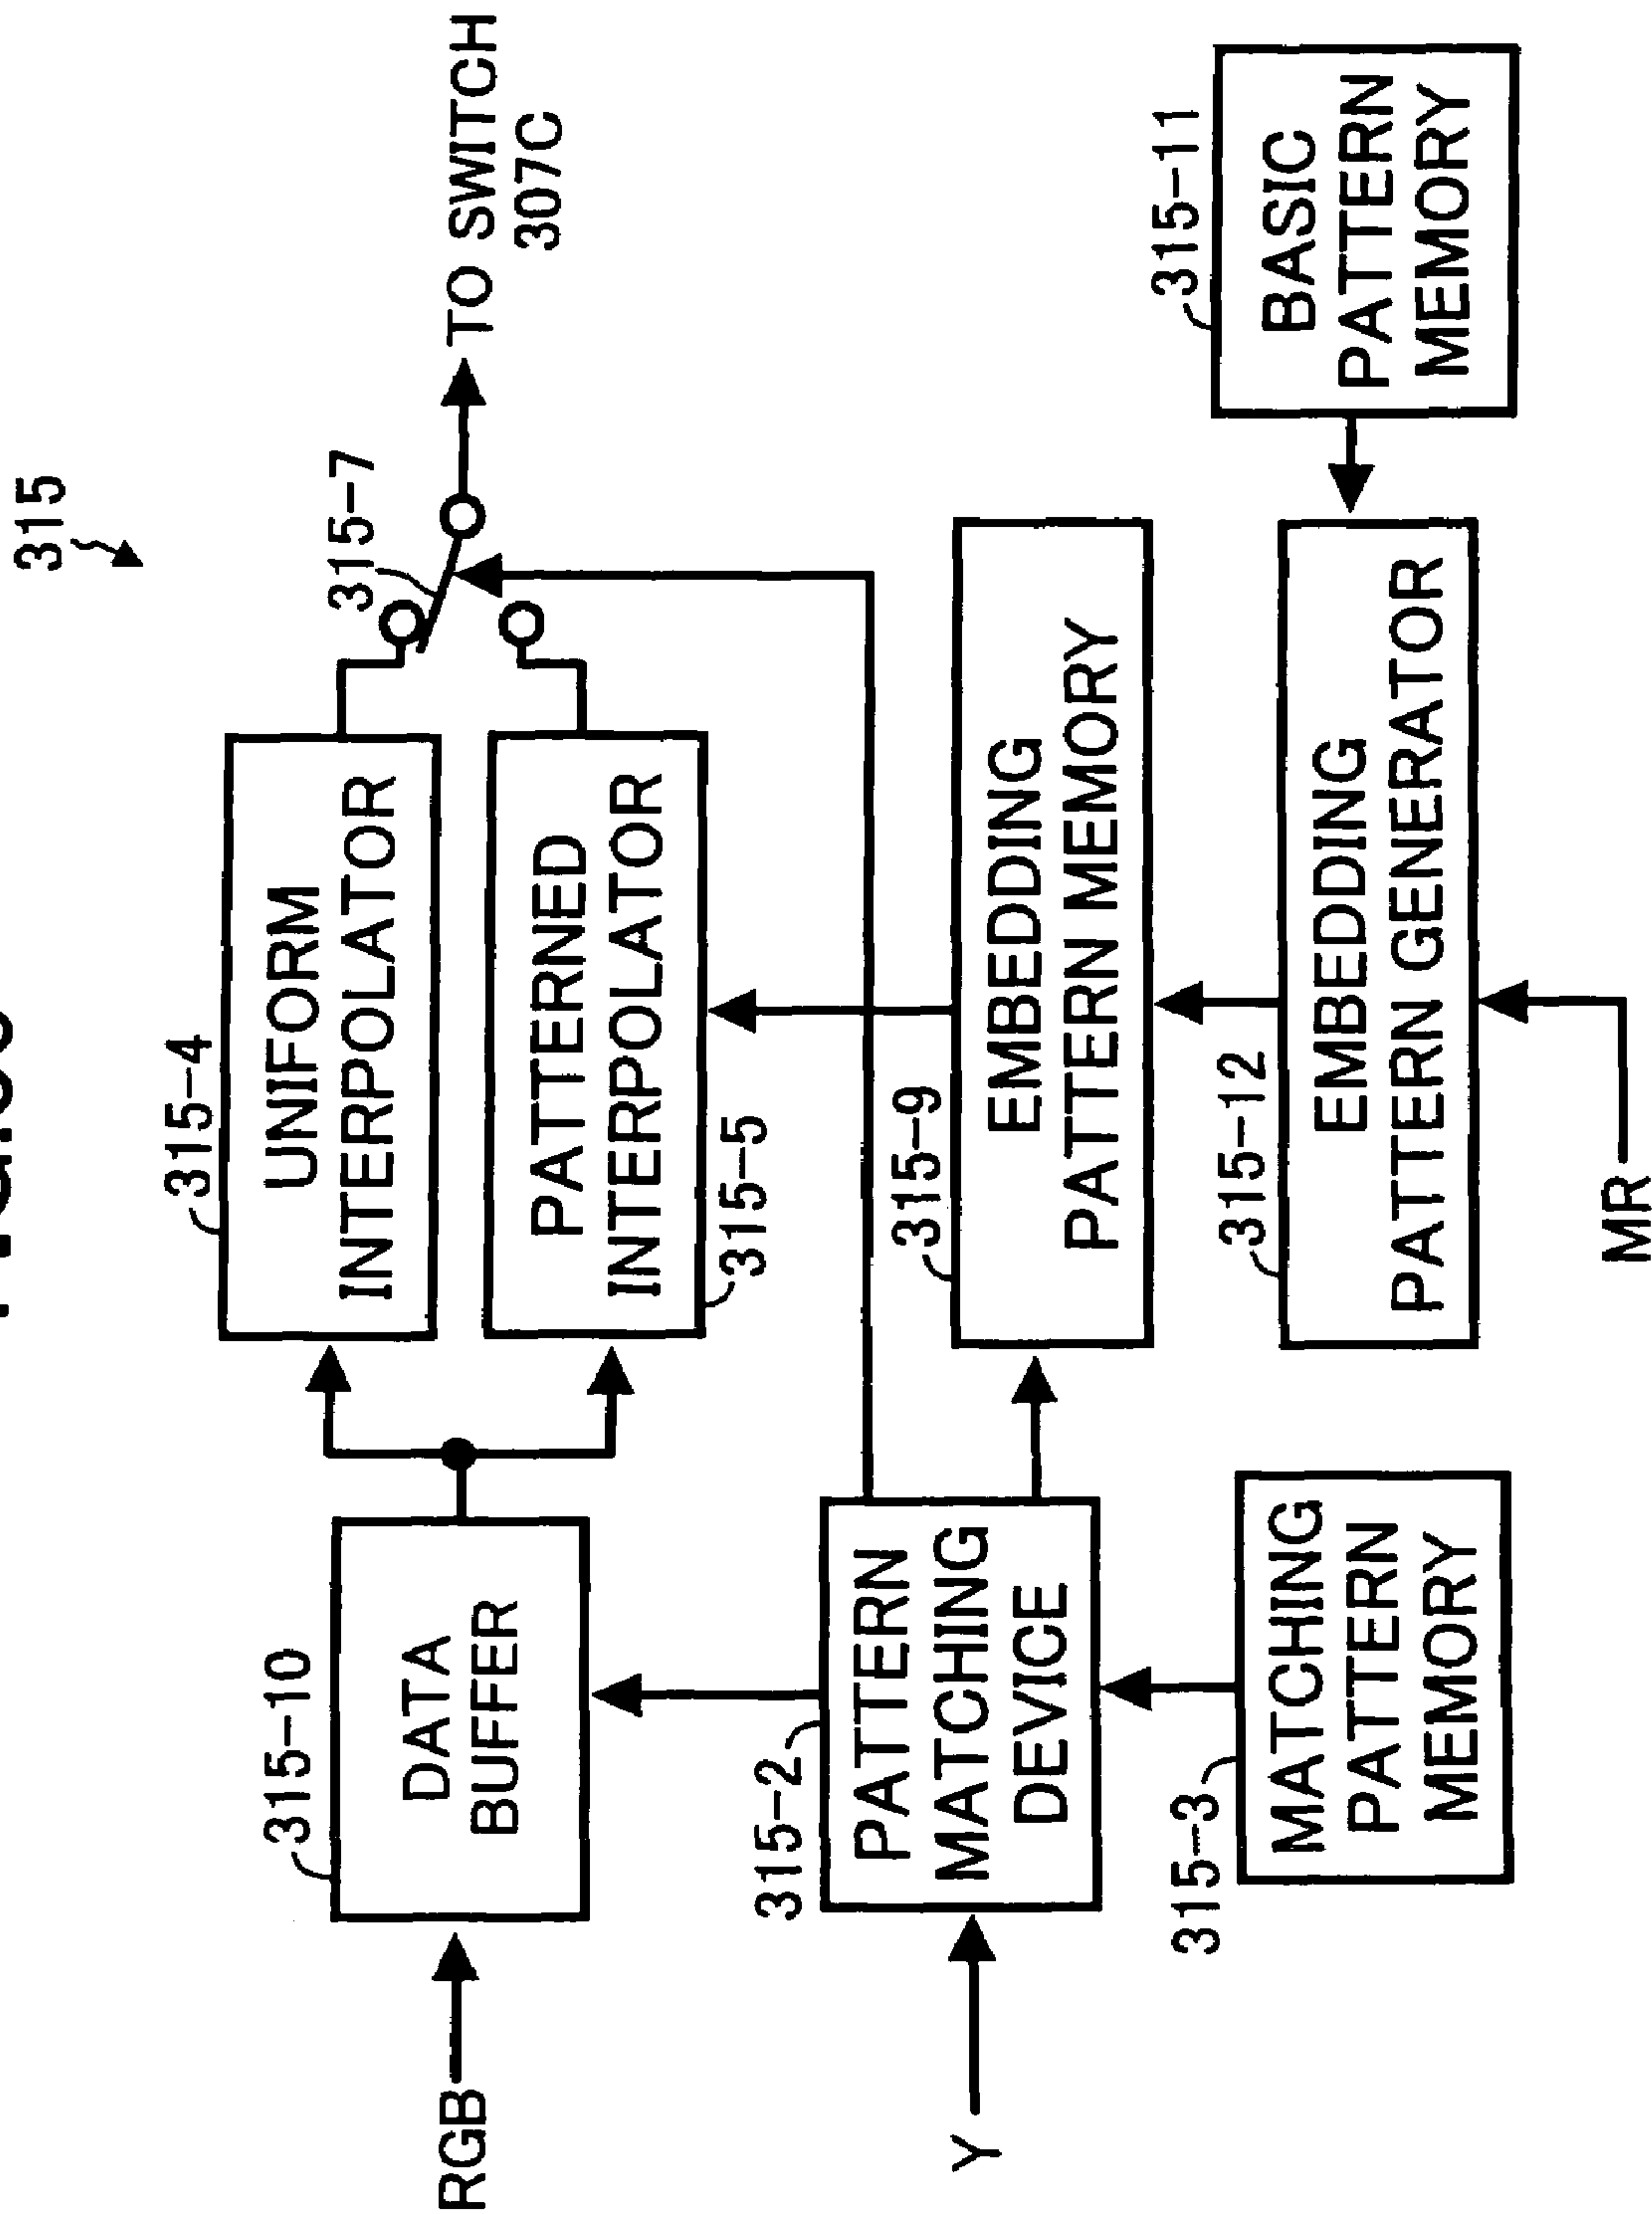 315
315-10
DATA
BUFFER
RGB
315-4
UNIFORM
INTERPOLATOR
PATTERNED
INTERPOLATOR
315-5
315-7
TO SWITCH
307C
315-2
PATTERN
MATCHING
DEVICE
Y
315-3
MATCHING
PATTERN
MEMORY
315-9
EMBEDDING
PATTERN MEMORY
315-12
EMBEDDING
PATTERN GENERATOR
MR
315-11
BASIC
PATTERN
MEMORY